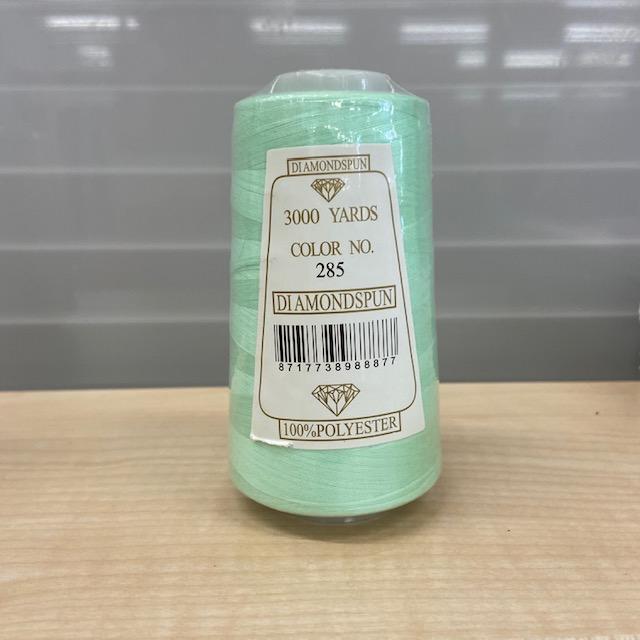 DIAMONDSPUN
3000 YARDS
COLOR NO.
285
DIAMONDSPUN
8717738988877
100%POLYESTER